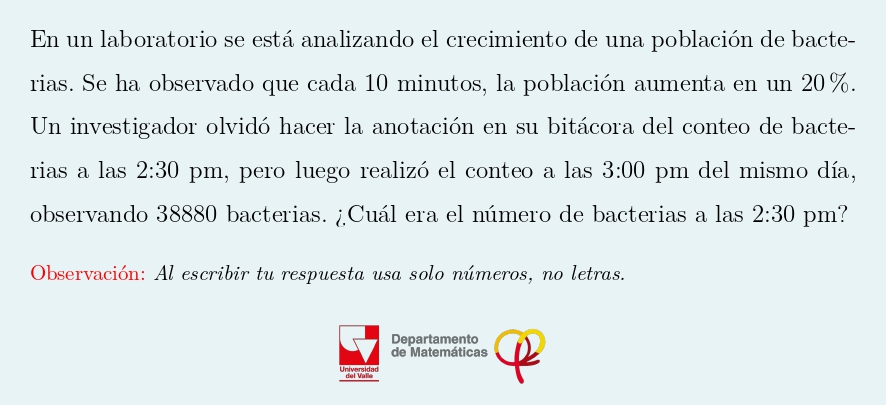 En un laboratorio se está analizando el crecimiento de una población de bacte-
rias. Se ha observado que cada 10 minutos, la población aumenta en un 20 %.
Un investigador olvidó hacer la anotación en su bitácora del conteo de bacte-
rias a las 2:30 pm, pero luego realizó el conteo a las 3:00 pm del mismo día,
observando 38880 bacterias. ¿Cuál era el número de bacterias a las 2:30 pm?
Observación: Al escribir tu respuesta usa solo números, no letras.
Universidad
del Valle
Departamento
de Matemáticas